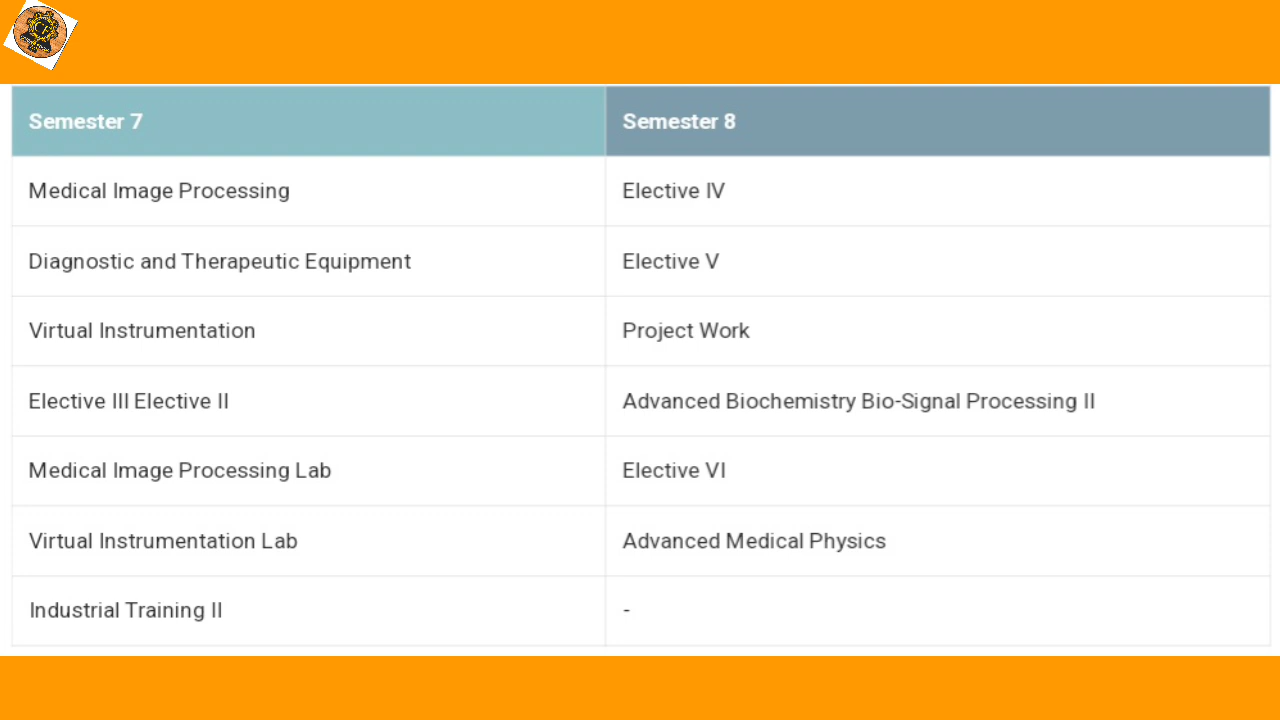 Semester 7 Semester 8
Medical Image Processing Elective IV
Diagnostic and Therapeutic Equipment Elective V
Virtual Instrumentation Project Work
Elective III Elective II Advanced Biochemistry Bio-Signal Processing II
Medical Image Processing Lab Elective VI
Virtual Instrumentation Lab Advanced Medical Physics
Industrial Training II -